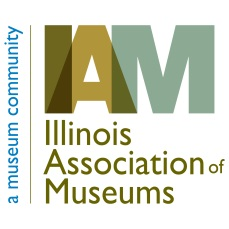 a museum community
IAM
Illinois
Association of
Museums